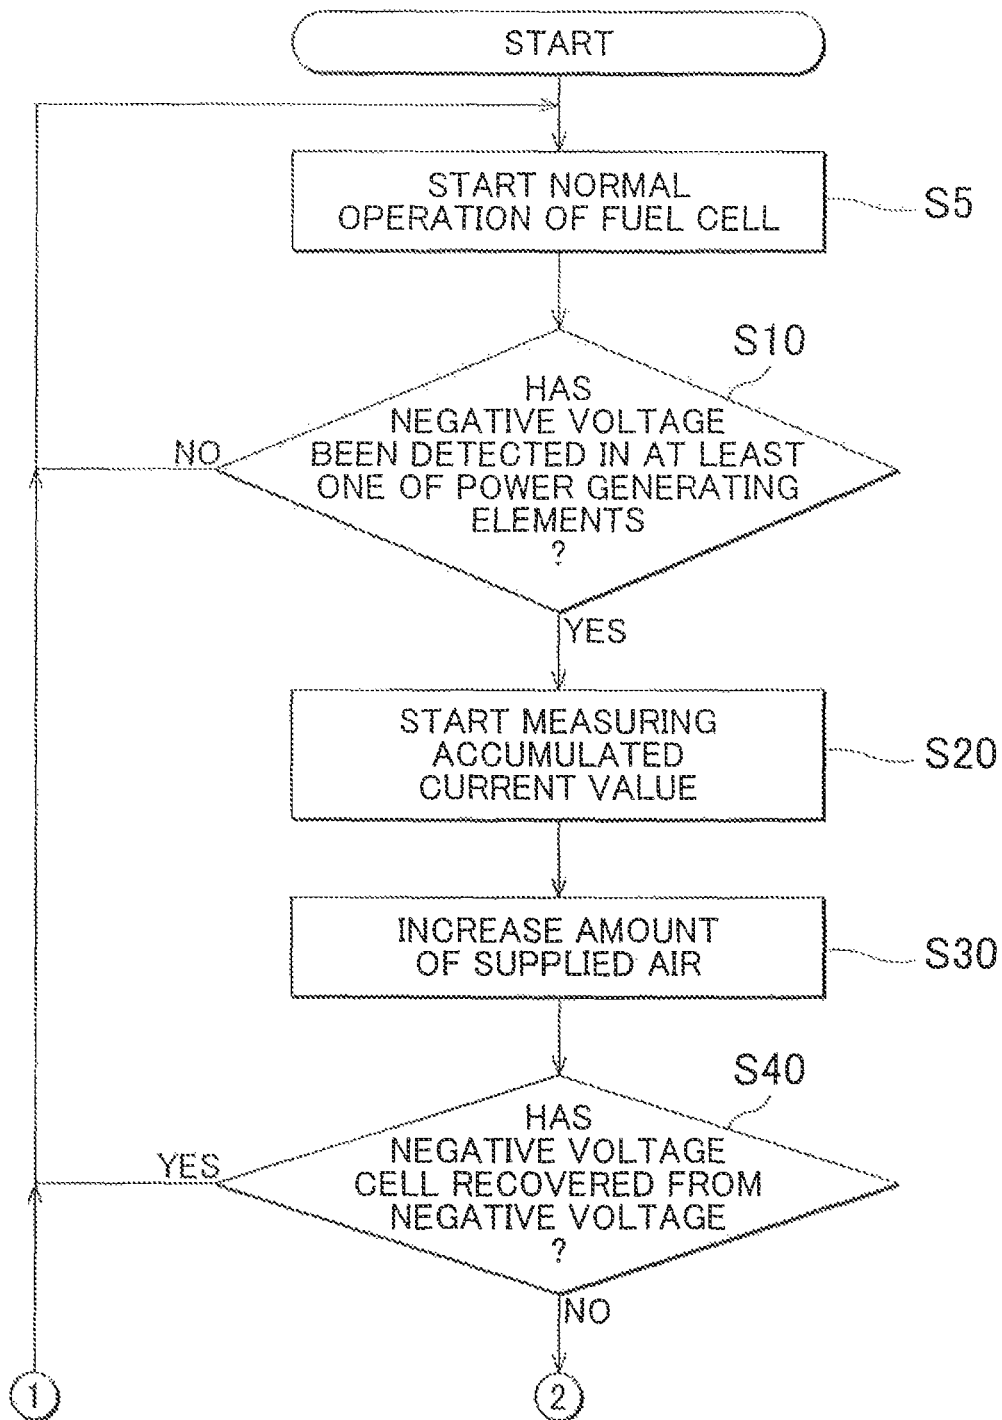 START
START NORMAL
OPERATION OF FUEL CELL
S5
S10
HAS
NEGATIVE VOLTAGE
BEEN DETECTED IN AT LEAST
ONE OF POWER GENERATING
ELEMENTS
?
NO
YES
START MEASURING
ACCUMULATED
CURRENT VALUE
S20
INCREASE AMOUNT
OF SUPPLIED AIR
S30
S40
HAS
NEGATIVE VOLTAGE
CELL RECOVERED FROM
NEGATIVE VOLTAGE
?
YES
NO
1
2